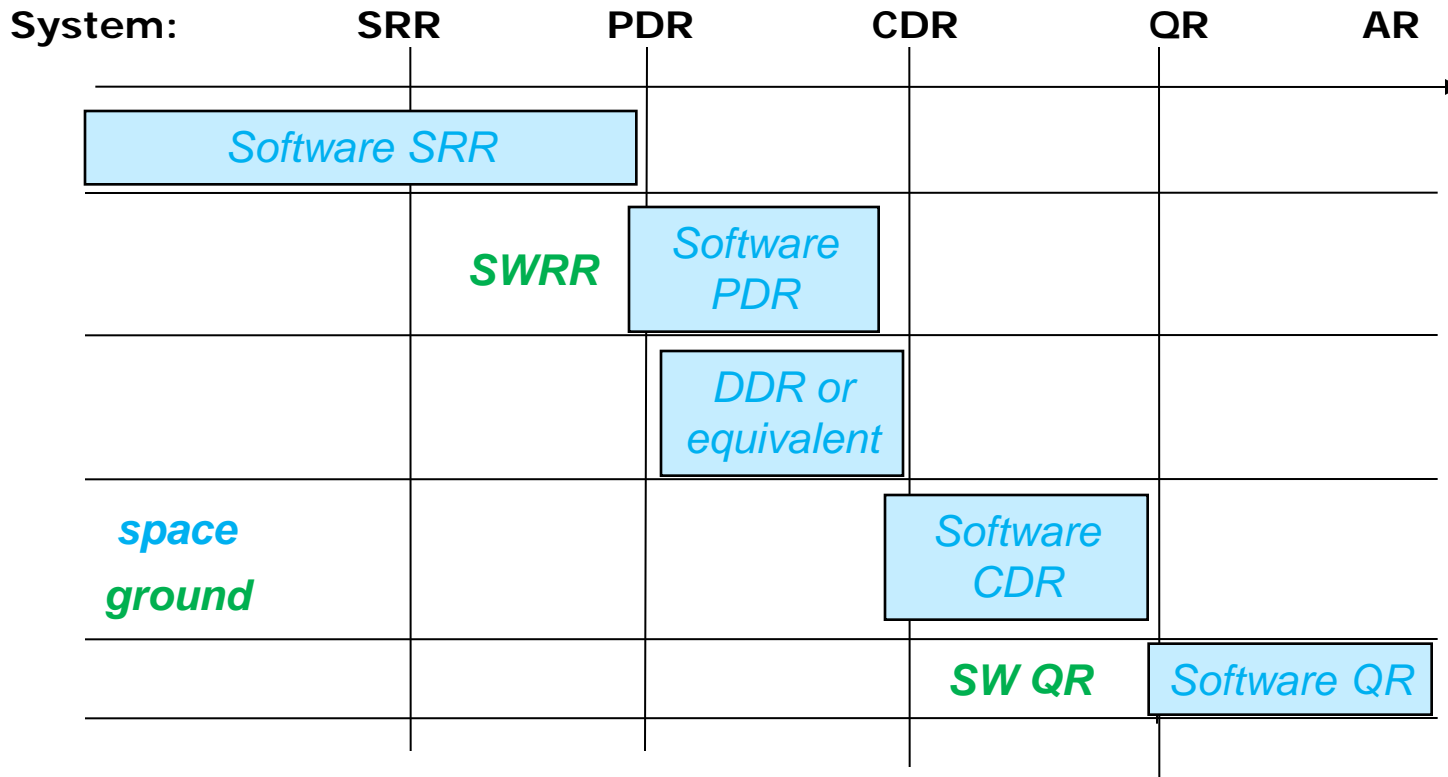 System: SRR PDR CDR QR AR
Software SRR
SWRR
Software
PDR
DDR or
equivalent
space
ground
Software
CDR
SW QR
Software QR